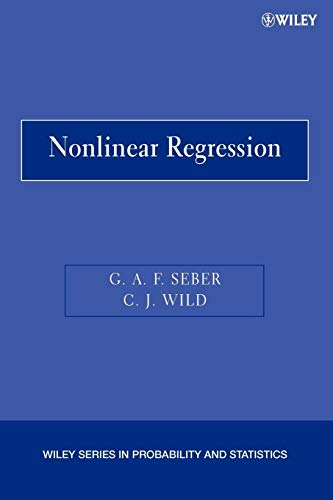 WILEY
Nonlinear Regression
G. A. F. SEBER
C. J. WILD
WILEY SERIES IN PROBABILITY AND STATISTICS